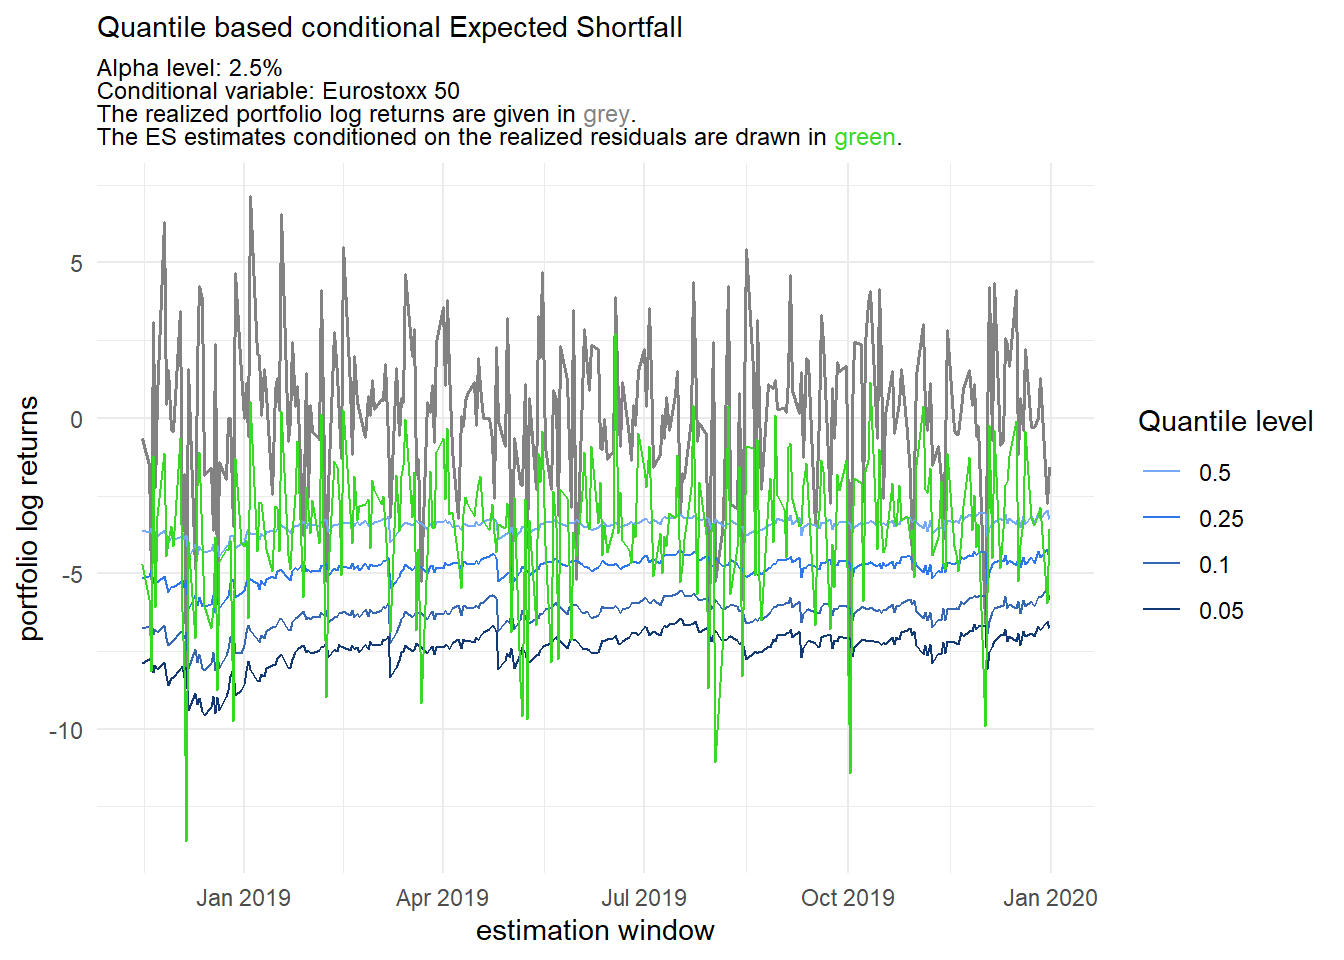 Quantile based conditional Expected Shortfall
Alpha level: 2.5%
Conditional variable: Eurostoxx 50
The realized portfolio log returns are given in grey.
The ES estimates conditioned on the realized residuals are drawn in green.
portfolio log returns
5
0
-5
-10
Jan 2019
Apr 2019
Jul 2019
Oct 2019
Jan 2020
estimation window
Quantile level
0.5
0.25
0.1
0.05